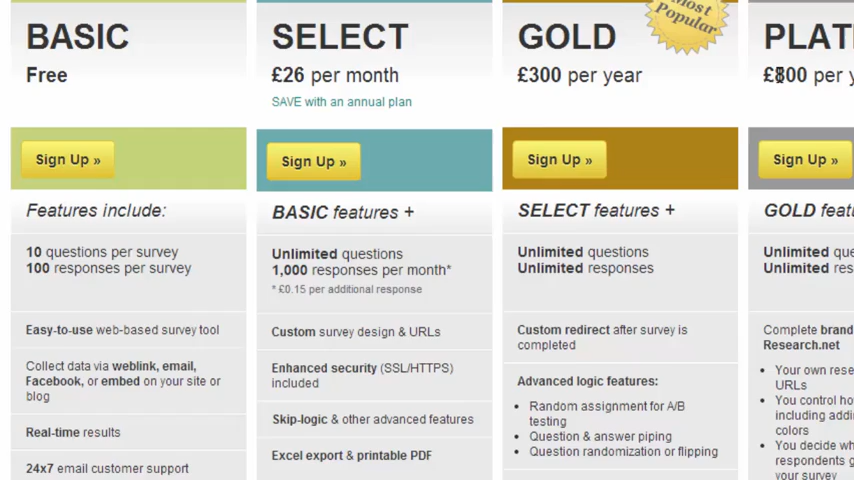 BASIC
Free
Sign Up »
Features include:
10 questions per survey
100 responses per survey
Easy-to-use web-based survey tool
Collect data via weblink, email,
Facebook, or embed on your site or
blog
Real-time results
24x7 email customer support
SELECT
£26 per month
SAVE with an annual plan
Sign Up »
BASIC features +
Unlimited questions
1,000 responses per month*
* £0.15 per additional response
Custom survey design & URLs
Enhanced security (SSL/HTTPS)
included
Skip-logic & other advanced features
Excel export & printable PDF
Most
Popular
GOLD
£300 per year
Sign Up »
SELECT features +
Unlimited questions
Unlimited responses
Custom redirect after survey is
completed
Advanced logic features:
• Random assignment for A/B
testing
• Question & answer piping
• Question randomization or flipping
PLAT
per y
Sign Up »
GOLD featu
Unlimited que
Unlimited res
Complete brand
Research.net
• Your own rese
URLs
• You control ho
including addi
colors
• You decide wh
respondents g
your survey